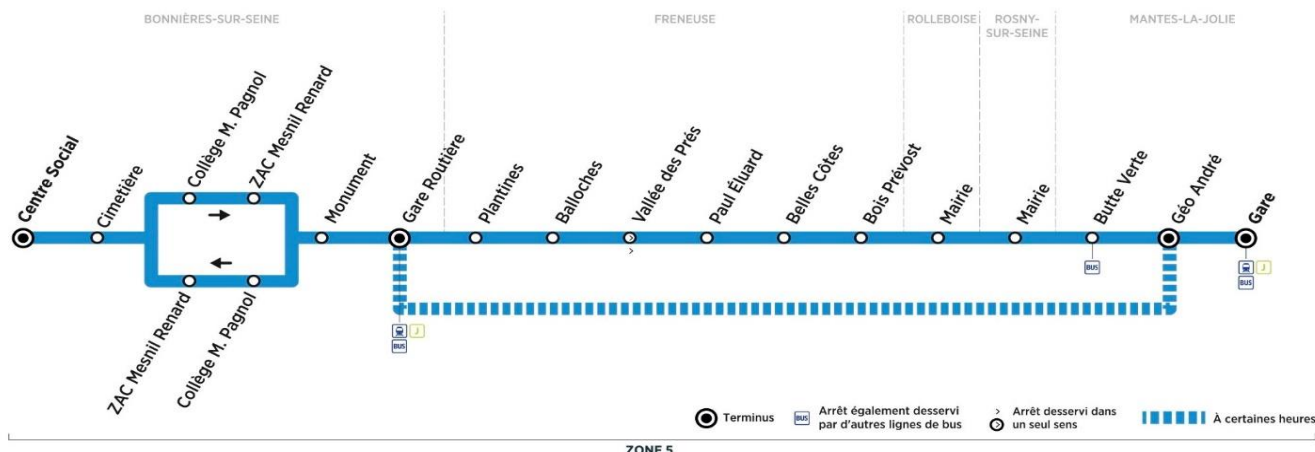 BONNIÈRES-SUR-SEINE
FRENEUSE
ROLLEBOISE
ROSNY-
SUR-SEINE
MANTES-LA-JOLIE
Centre Social
Cimetière
Collège M. Pagnol
ZAC Mesnil Renard
ZAC Mesnil Renard
Collège M. Pagnol
Monument
Gare Routière
Plantines
Balloches
Vallée des Prés
Paul Éluard
Belles Côtes
Bois Prévost
Mairie
Mairie
Butte Verte
Géo André
Gare
J
BUS
BUS
J
BUS
Terminus
BUS
Arrêt également desservi
par d'autres lignes de bus
Arrêt desservi dans
un seul sens
À certaines heures
ZONE 5